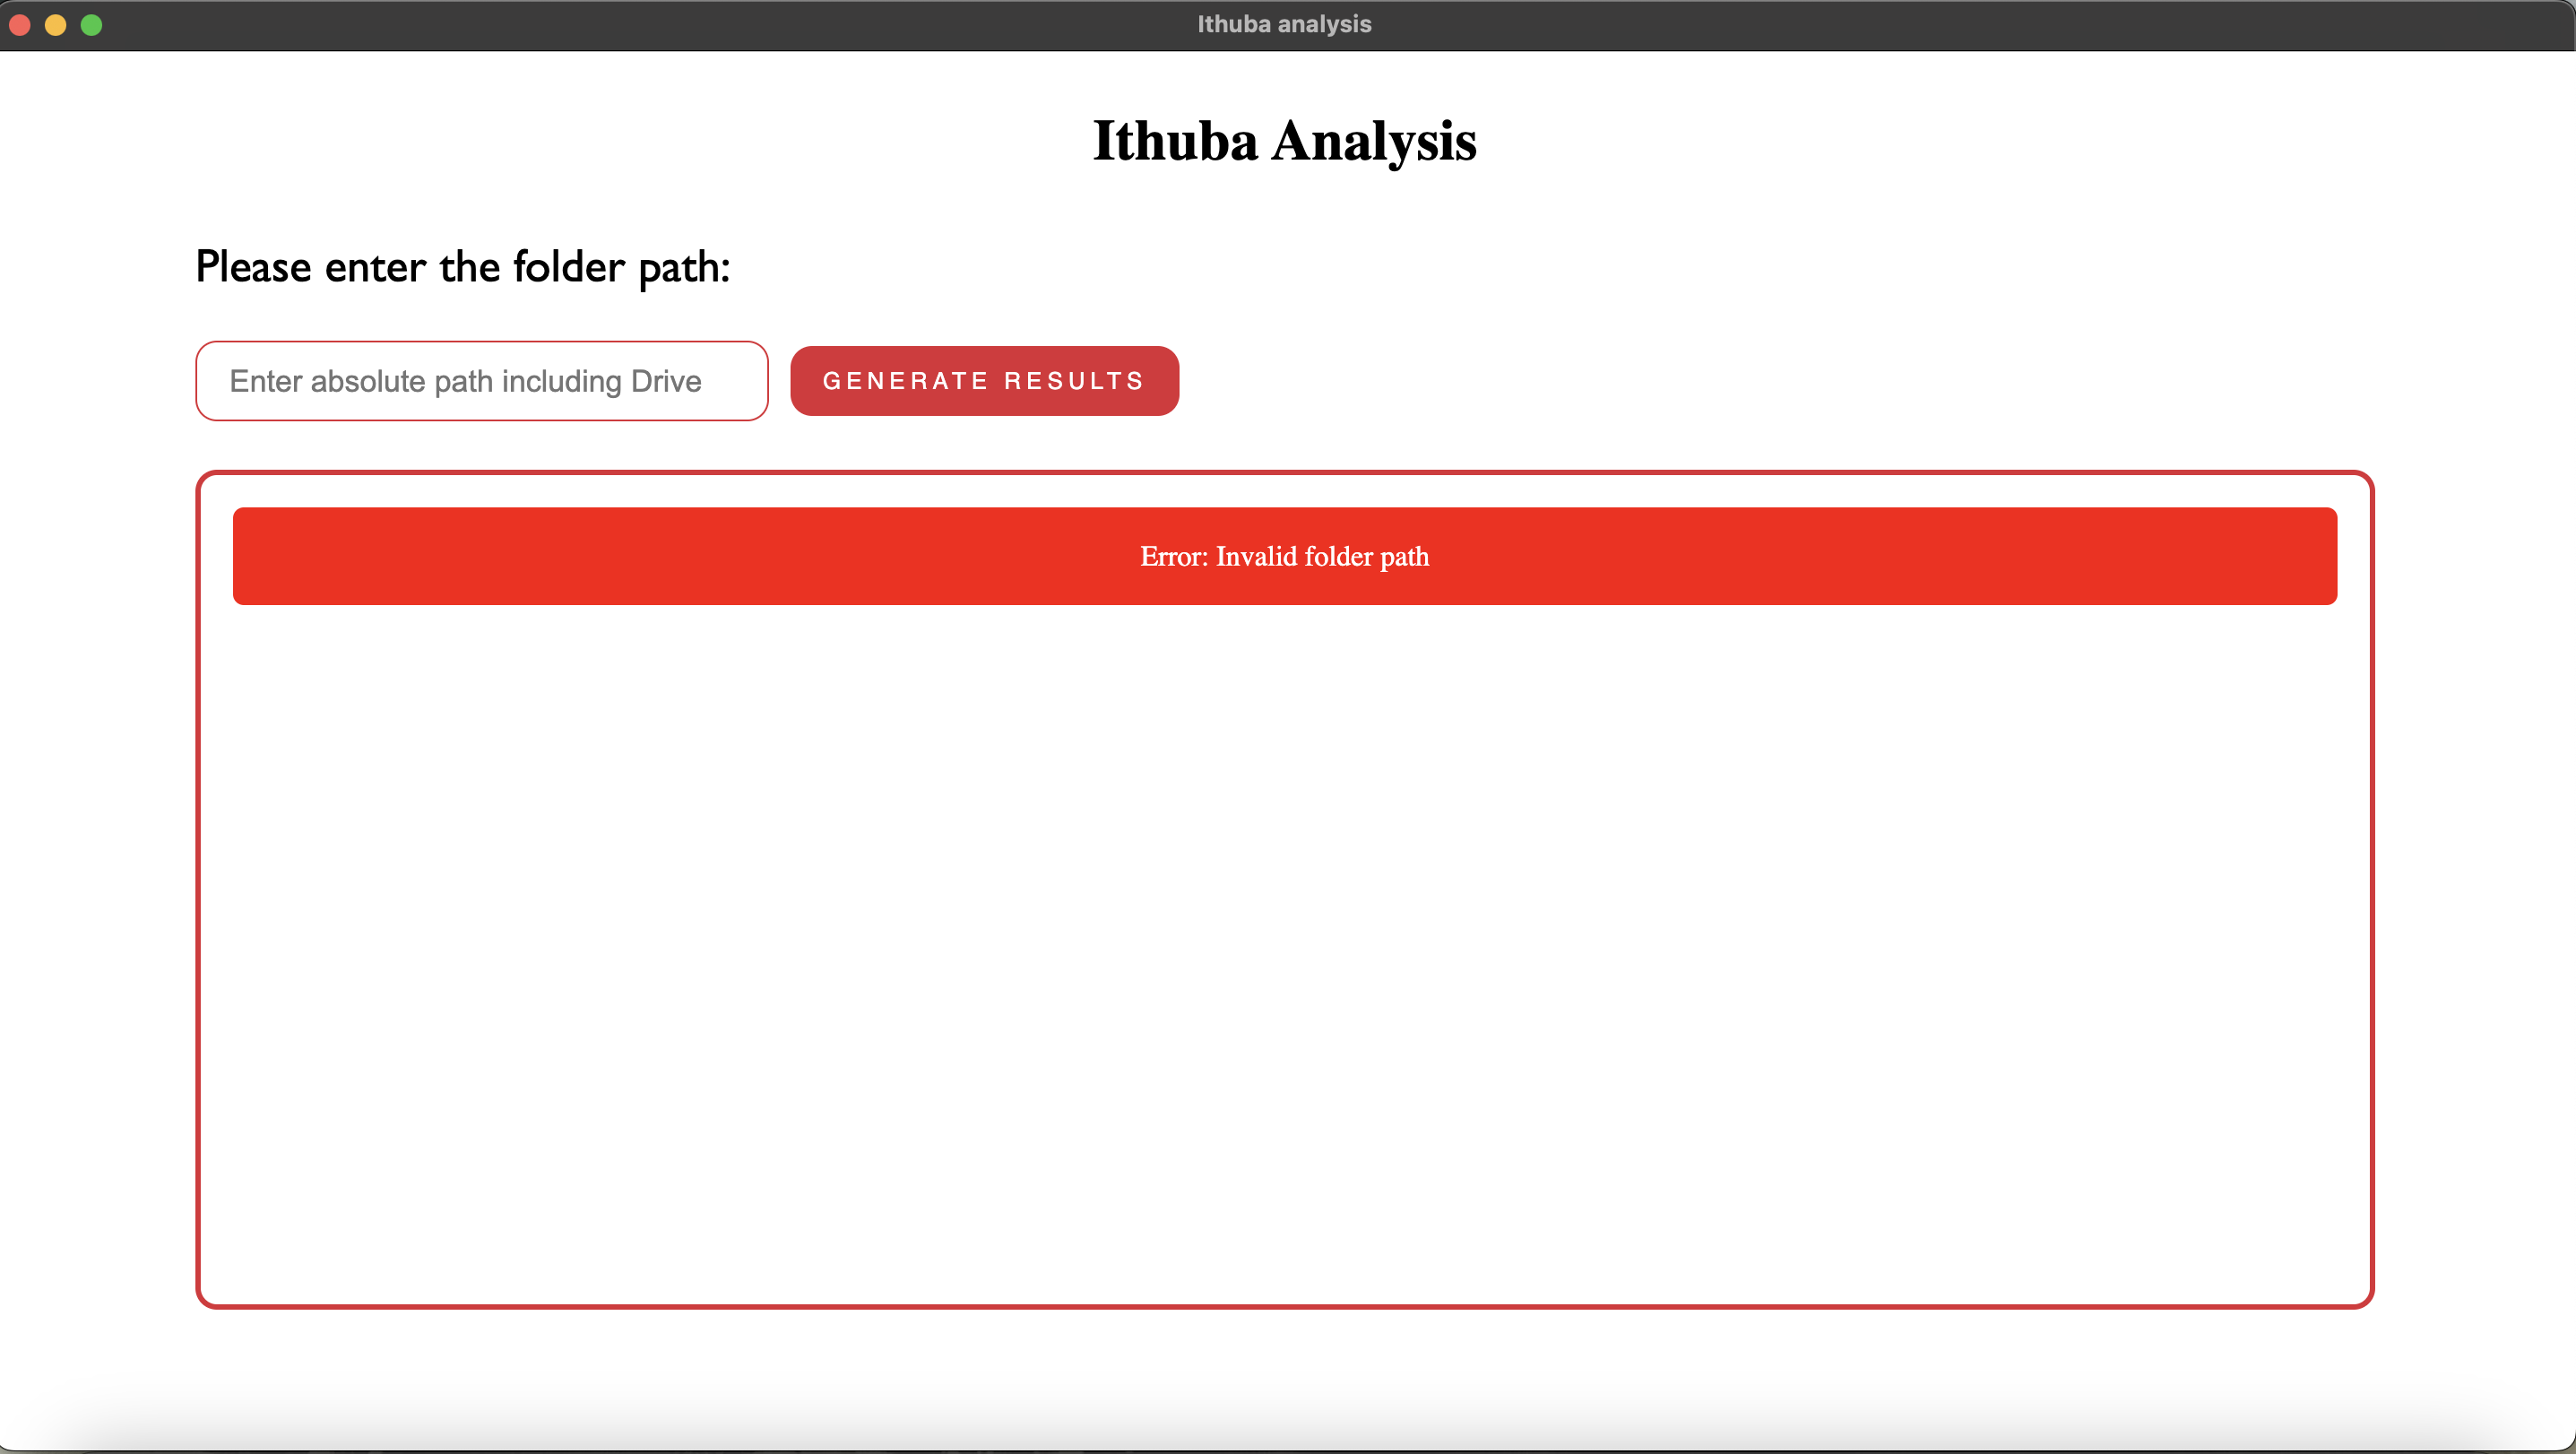 Ithuba analysis
Ithuba Analysis
Please enter the folder path:
Enter absolute path including Drive
GENERATE RESULTS
Error: Invalid folder path